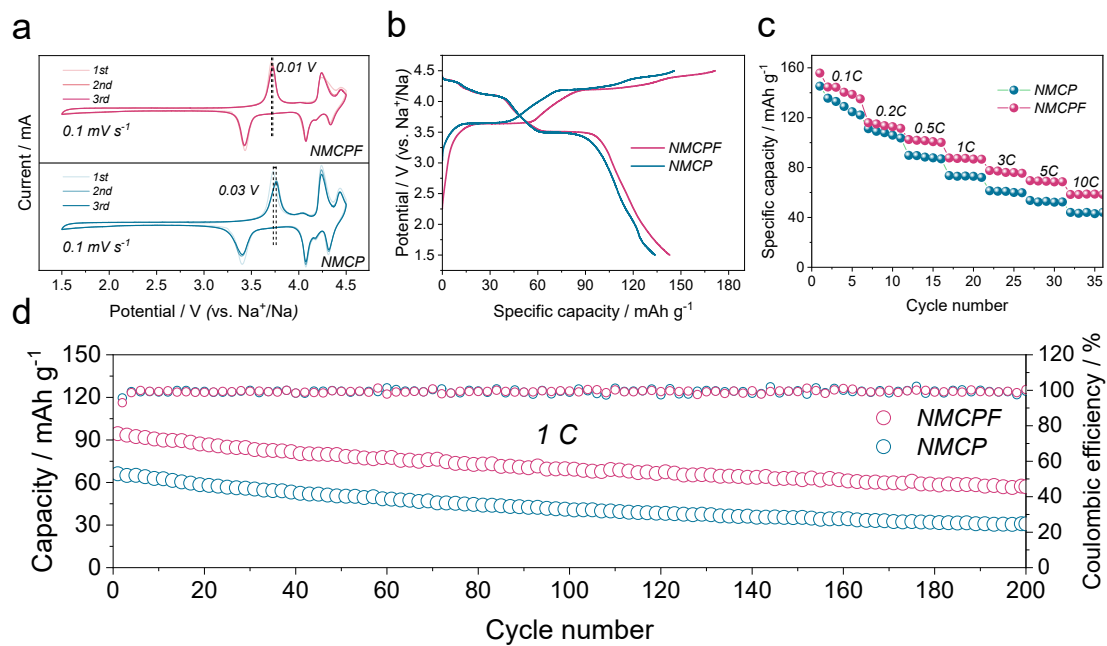 a
1st
2nd
3rd
0.01 V
0.1 mV s⁻¹
NMCPF
1st
2nd
3rd
0.03 V
0.1 mV s⁻¹
NMCP
Current / mA
1.5 2.0 2.5 3.0 3.5 4.0 4.5
Potential / V (vs. Na⁺/Na)
b
4.5
4.0
3.5
3.0
2.5
2.0
1.5
Potential / V (vs. Na⁺/Na)
NMCPF
NMCP
0 30 60 90 120 150 180
Specific capacity / mAh g⁻¹
c
160
120
80
40
0
Specific capacity / mAh g⁻¹
0.1C
0.2C
0.5C
1C
3C
5C
10C
NMCP
NMCPF
0 5 10 15 20 25 30 35
Cycle number
d
150
120
90
60
30
0
Capacity / mAh g⁻¹
1 C
NMCPF
NMCP
120
100
80
60
40
20
0
Coulombic efficiency / %
0 20 40 60 80 100 120 140 160 180 200
Cycle number